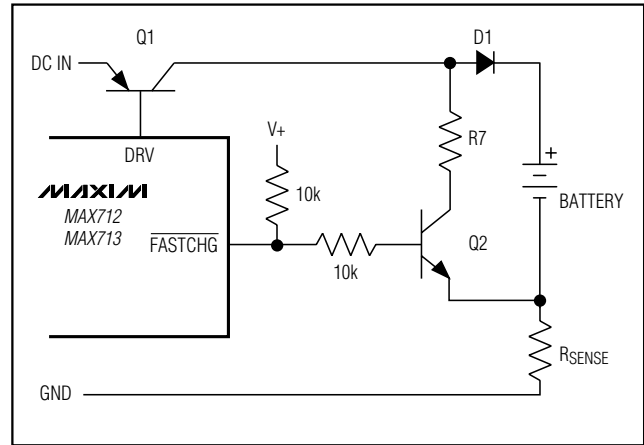 Q1
D1
DC IN
V+
R7
DRV
+
MAXIM
10k
MAX712
MAX713
BATTERY
FASTCHG
Q2
10k
RSENSE
GND